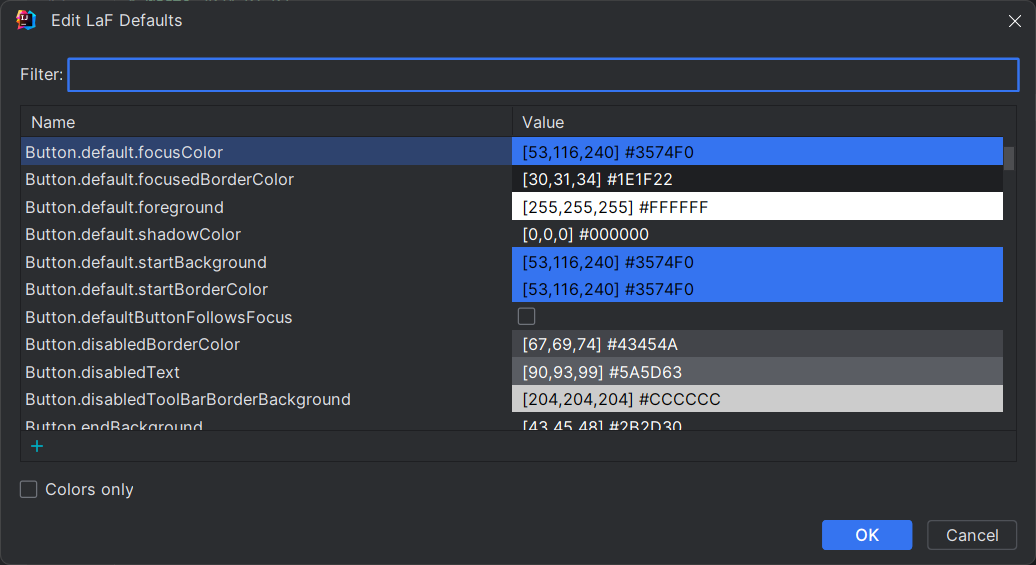 Edit LaF Defaults
Filter:
Name Value
Button.default.focusColor [53,116,240] #3574F0
Button.default.focusedBorderColor [30,31,34] #1E1F22
Button.default.foreground [255,255,255] #FFFFFF
Button.default.shadowColor [0,0,0] #000000
Button.default.startBackground [53,116,240] #3574F0
Button.default.startBorderColor [53,116,240] #3574F0
Button.defaultButtonFollowsFocus
Button.disabledBorderColor [67,69,74] #43454A
Button.disabledText [90,93,99] #5A5D63
Button.disabledToolBarBorderBackground [204,204,204] #CCCCCC
Button.endBackground [43,45,48] #2B2D30
+
Colors only
OK Cancel